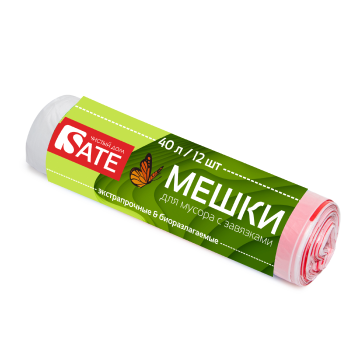 ЧИСТЫЙ ДОМ
SATE
40 л / 12 шт
МЕШКИ
для мусора с завязками
экстрапрочные & биоразлагаемые